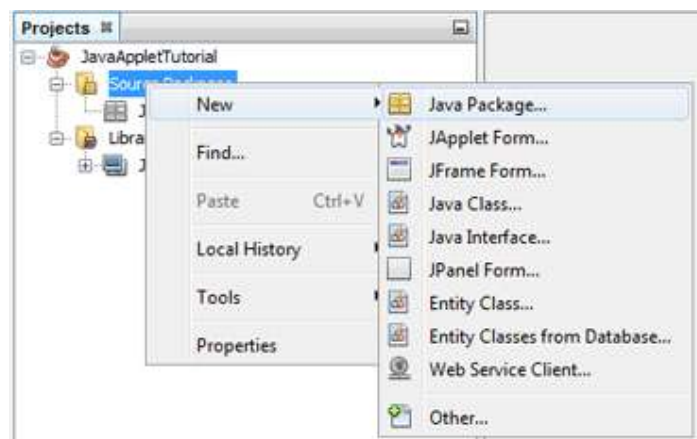 Projects
JavaAppletTutorial
New
Find...
Paste Ctrl+V
Local History
Tools
Properties
Java Package...
JApplet Form...
JFrame Form...
Java Class...
Java Interface...
JPanel Form...
Entity Class...
Entity Classes from Database...
Web Service Client...
Other...